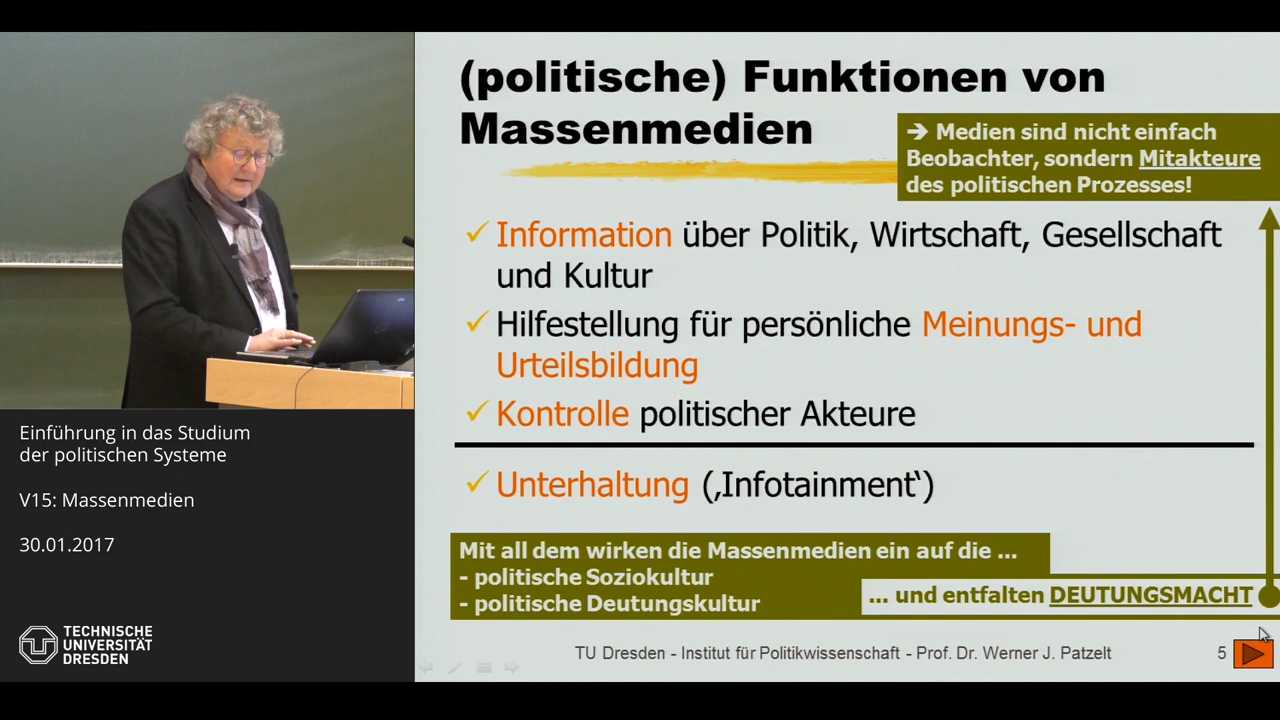 (politische) Funktionen von
Massenmedien
➔ Medien sind nicht einfach
Beobachter, sondern Mitakteure
des politischen Prozesses!
✓ Information über Politik, Wirtschaft, Gesellschaft
und Kultur
✓ Hilfestellung für persönliche Meinungs- und
Urteilsbildung
✓ Kontrolle politischer Akteure
✓ Unterhaltung (‚Infotainment‘)
Mit all dem wirken die Massenmedien ein auf die ...
- politische Soziokultur
- politische Deutungskultur
... und entfalten DEUTUNGSMACHT
TU Dresden - Institut für Politikwissenschaft - Prof. Dr. Werner J. Patzelt
5
Einführung in das Studium
der politischen Systeme
V15: Massenmedien
30.01.2017
TECHNISCHE
UNIVERSITÄT
DRESDEN